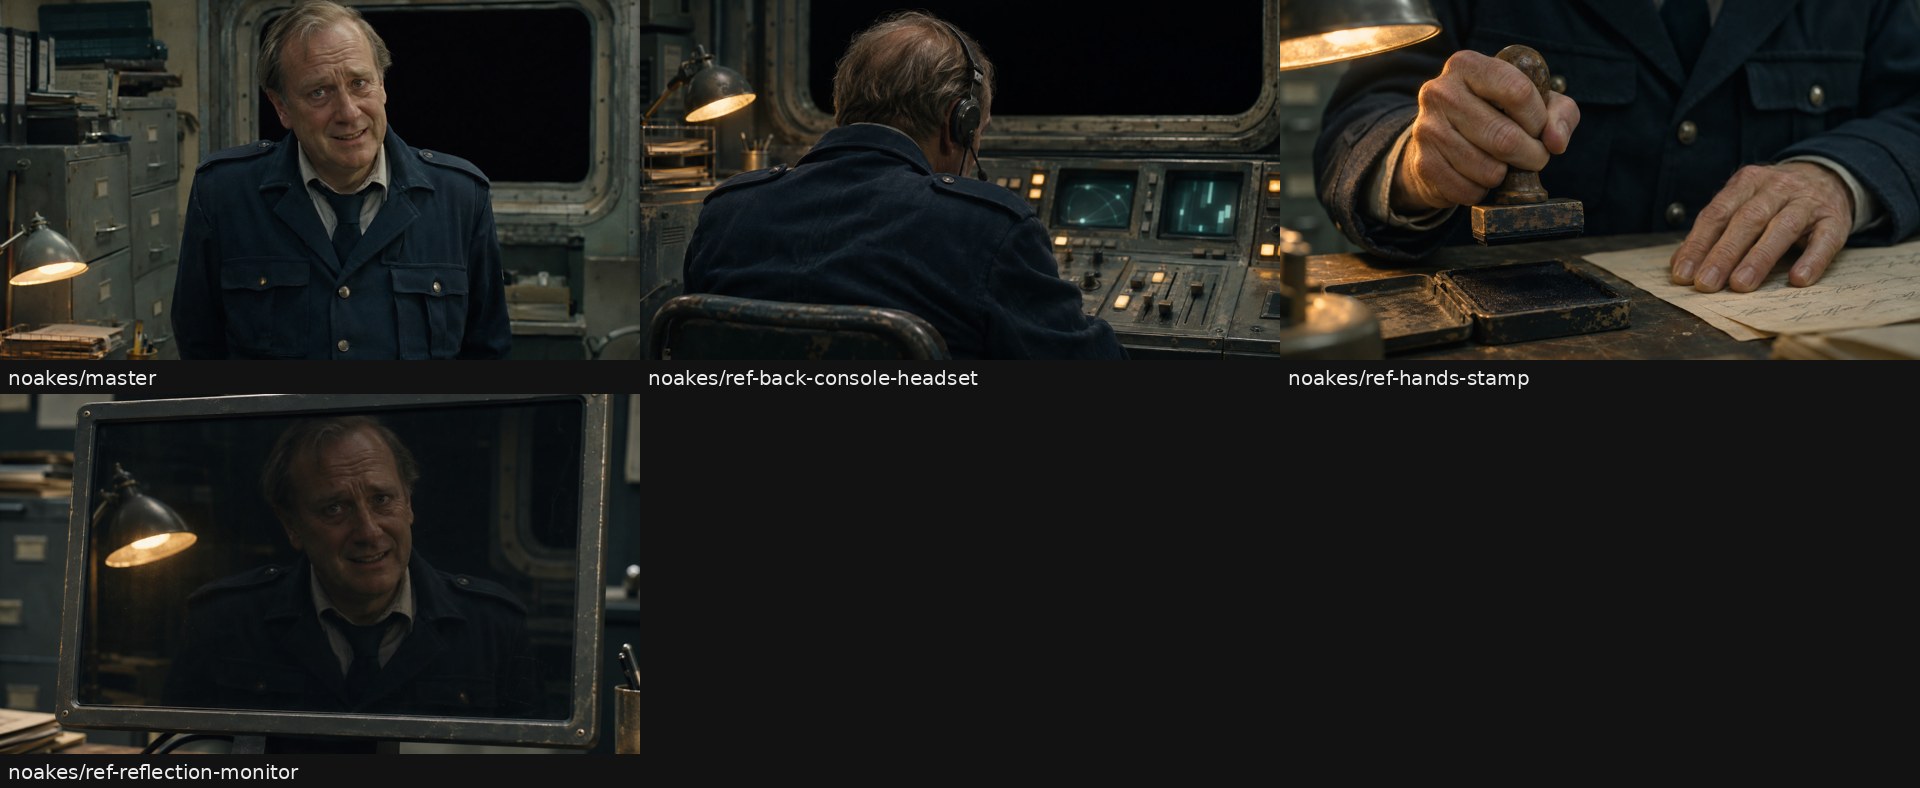 noakes/master
noakes/ref-back-console-headset
noakes/ref-hands-stamp
noakes/ref-reflection-monitor